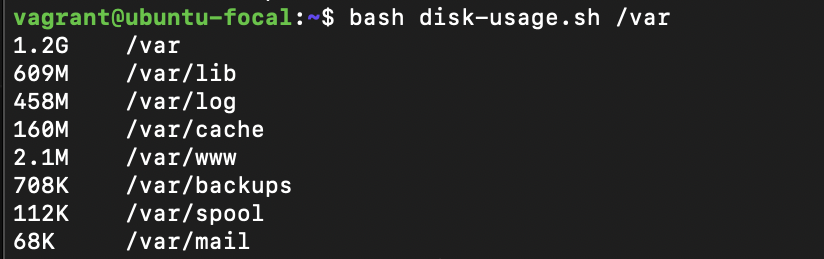 vagrant@ubuntu-focal:~$ bash disk-usage.sh /var
1.2G    /var
609M    /var/lib
458M    /var/log
160M    /var/cache
2.1M    /var/www
708K    /var/backups
112K    /var/spool
68K     /var/mail